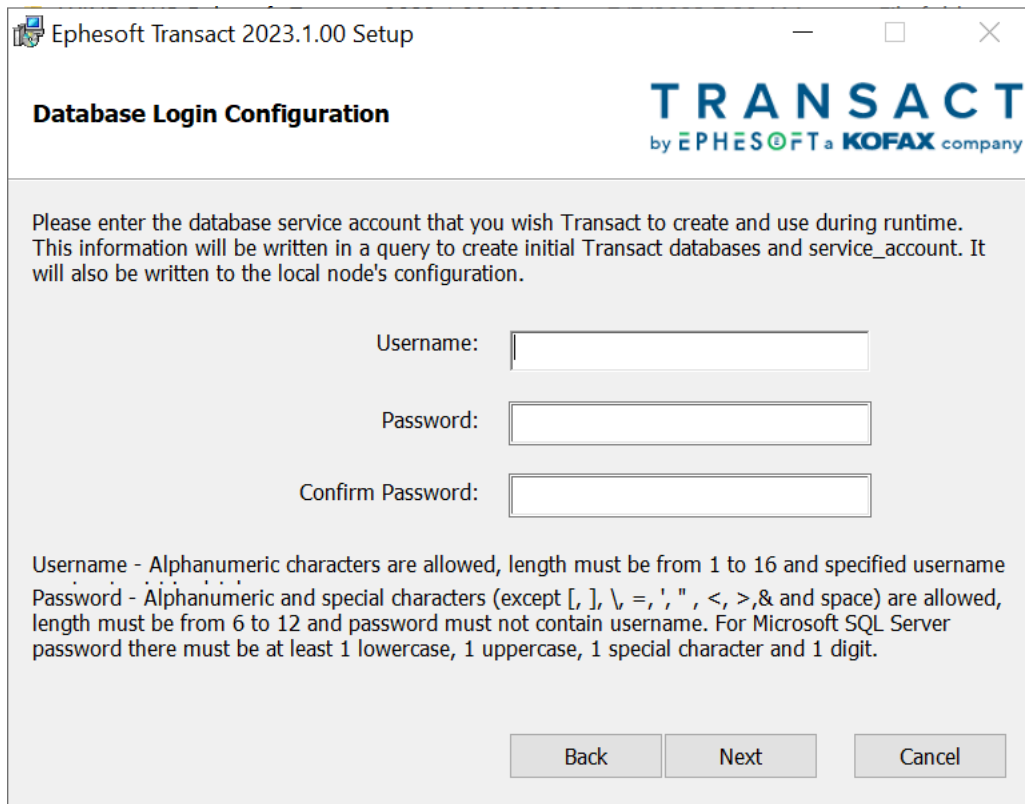 Ephesoft Transact 2023.1.00 Setup
Database Login Configuration
TRANSACT
by EPHESOFT a KOFAX company
Please enter the database service account that you wish Transact to create and use during runtime.
This information will be written in a query to create initial Transact databases and service_account. It
will also be written to the local node's configuration.
Username:
Password:
Confirm Password:
Username - Alphanumeric characters are allowed, length must be from 1 to 16 and specified username
Password - Alphanumeric and special characters (except [, ], \, =, ', " , <, >,& and space) are allowed,
length must be from 6 to 12 and password must not contain username. For Microsoft SQL Server
password there must be at least 1 lowercase, 1 uppercase, 1 special character and 1 digit.
Back Next Cancel